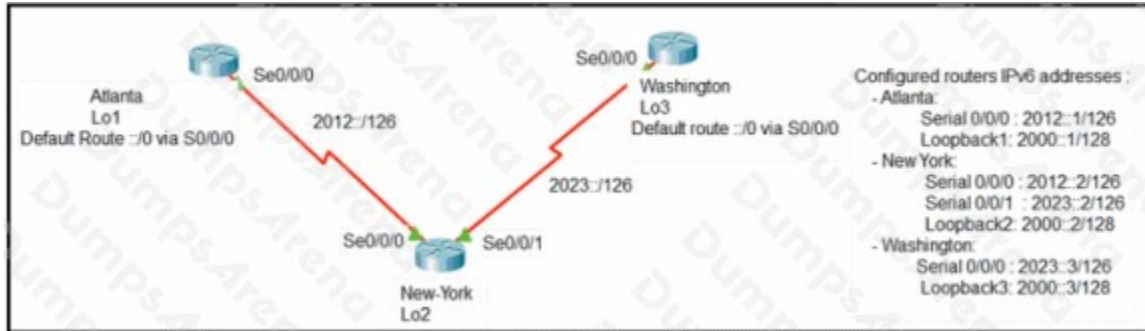 Se0/0/0
Atlanta
Lo1
Default Route ::/0 via S0/0/0
2012::/126
Se0/0/0
Washington
Lo3
Default route ::/0 via S0/0/0
2023::/126
Se0/0/0
Se0/0/1
New-York
Lo2
Configured routers IPv6 addresses :
- Atlanta:
Serial 0/0/0 : 2012::1/126
Loopback1: 2000::1/128
- New York:
Serial 0/0/0 : 2012::2/126
Serial 0/0/1 : 2023::2/126
Loopback2: 2000::2/128
- Washington:
Serial 0/0/0 : 2023::3/126
Loopback3: 2000::3/128
DumpsArena